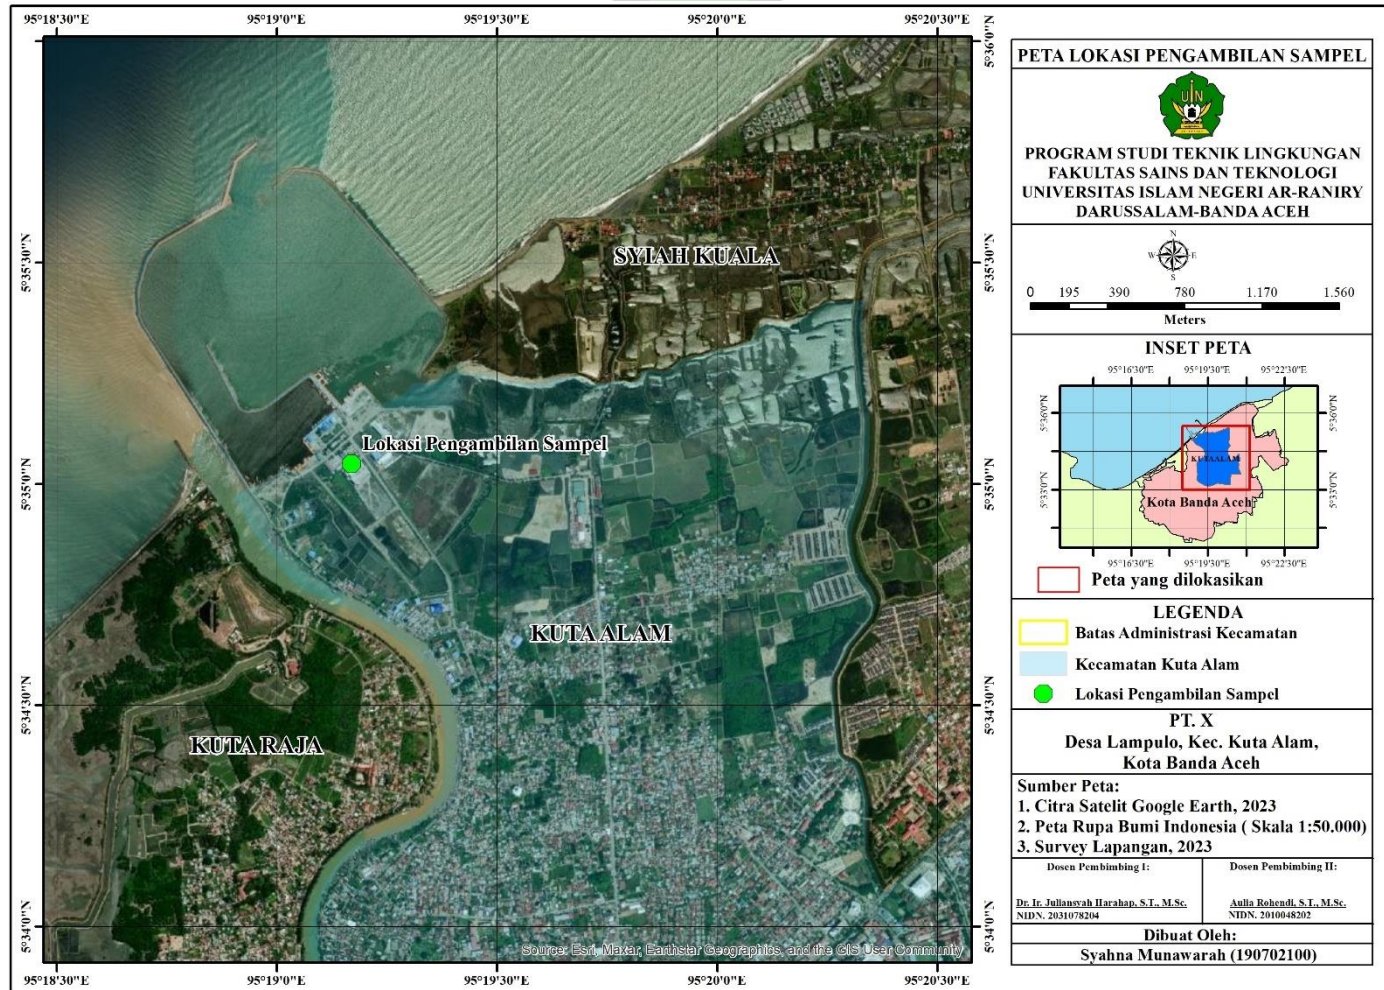 95°18'30"E 95°19'0"E 95°19'30"E 95°20'0"E 95°20'30"E
5°36'0"N
5°35'30"N
5°35'0"N
5°34'30"N
5°34'0"N
SYIAH KUALA
Lokasi Pengambilan Sampel
KUTA ALAM
KUTA RAJA
Source: Esri, Maxar, Earthstar Geographics, and the GIS User Community
5°36'0"N
5°35'30"N
5°35'0"N
5°34'30"N
5°34'0"N
95°18'30"E 95°19'0"E 95°19'30"E 95°20'0"E 95°20'30"E
PETA LOKASI PENGAMBILAN SAMPEL
UIN
PROGRAM STUDI TEKNIK LINGKUNGAN
FAKULTAS SAINS DAN TEKNOLOGI
UNIVERSITAS ISLAM NEGERI AR-RANIRY
DARUSSALAM-BANDA ACEH
N
W E
S
0 195 390 780 1.170 1.560
Meters
INSET PETA
95°16'30"E 95°19'30"E 95°22'30"E
5°36'0"N 5°36'0"N
KUTA ALAM
5°33'0"N 5°33'0"N
Kota Banda Aceh
95°16'30"E 95°19'30"E 95°22'30"E
Peta yang dilokasikan
LEGENDA
Batas Administrasi Kecamatan
Kecamatan Kuta Alam
Lokasi Pengambilan Sampel
PT. X
Desa Lampulo, Kec. Kuta Alam,
Kota Banda Aceh
Sumber Peta:
1. Citra Satelit Google Earth, 2023
2. Peta Rupa Bumi Indonesia ( Skala 1:50.000)
3. Survey Lapangan, 2023
Dosen Pembimbing I: Dosen Pembimbing II:
Dr. Ir. Juliansyah Harahap, S.T., M.Sc. Aulia Rohendi, S.T., M.Sc.
NIDN. 2031078204 NIDN. 2010048202
Dibuat Oleh:
Syahna Munawarah (190702100)